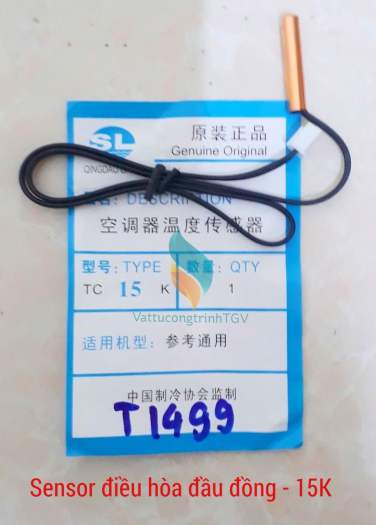 SL
原装正品
Genuine Original
QINGDAO
DESCRIPTION
空调器温度传感器
型号: TYPE 数量: QTY
TC 15 K 1
VattucongtrinhTGV
适用机型: 参考通用
中国制冷协会监制
T1499
Sensor điều hòa đầu đồng - 15K